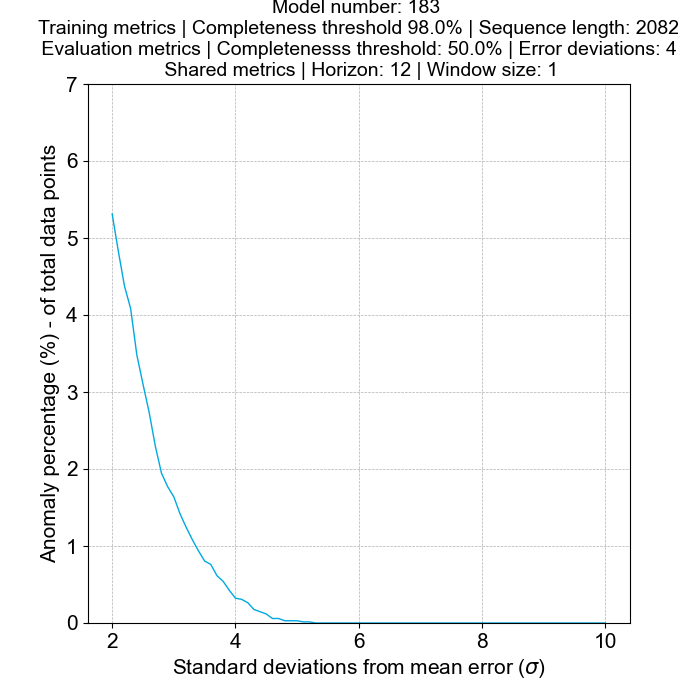 Model number: 183
Training metrics | Completeness threshold 98.0% | Sequence length: 2082
Evaluation metrics | Completenesss threshold: 50.0% | Error deviations: 4
Shared metrics | Horizon: 12 | Window size: 1
7
6
5
4
3
2
1
0
Anomaly percentage (%) - of total data points
2 4 6 8 10
Standard deviations from mean error (σ)